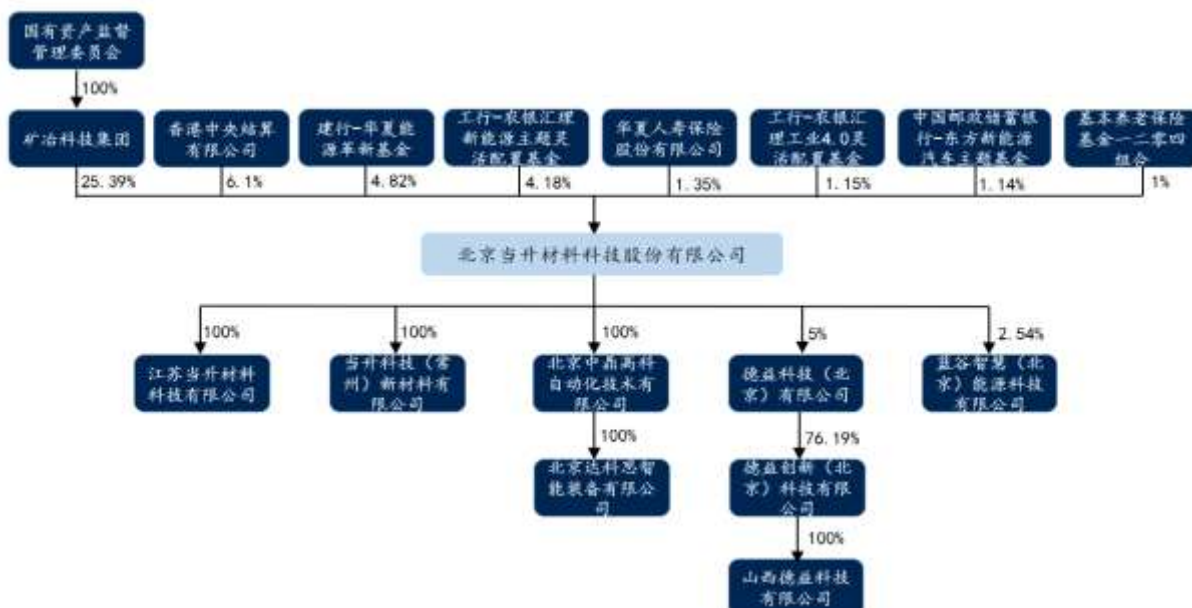 国有资产监督
管理委员会
100%
矿冶科技集团
香港中央结算
有限公司
建行-华夏能
源革新基金
工行-农银汇理
新能源主题灵
活配置基金
华夏人寿保险
股份有限公司
工行-农银汇
理工业4.0灵
活配置基金
中国邮政储蓄银
行-东方新能源
汽车主题基金
基本养老保险
基金一二零四
组合
25.39%
6.1%
4.82%
4.18%
1.35%
1.15%
1.14%
1%
北京当升材料科技股份有限公司
100%
100%
100%
5%
2.54%
江苏当升材料
科技有限公司
当升科技（常
州）新材料有
限公司
北京中鼎高科
自动化技术有
限公司
德益科技（北
京）有限公司
蓝谷智慧（北
京）能源科技
有限公司
100%
76.19%
北京达科思智
能装备有限公
司
德益创新（北
京）科技有限
公司
100%
山西德益科技
有限公司